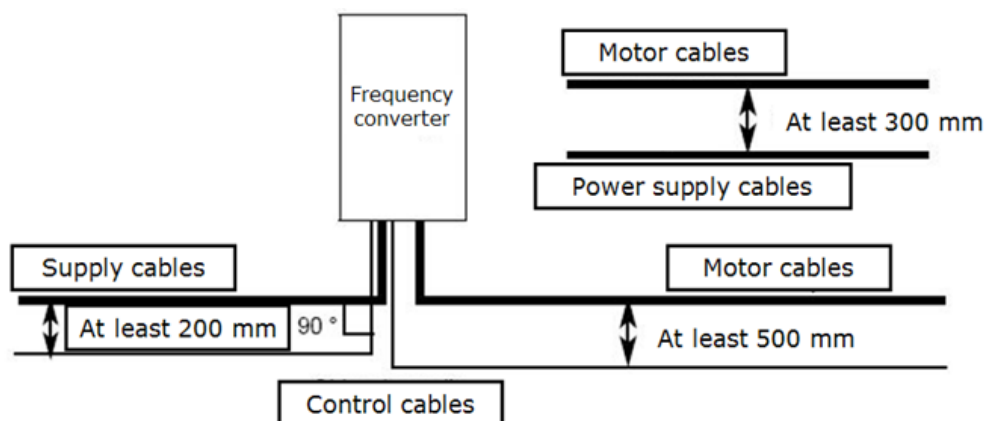 Frequency
converter
Motor cables
At least 300 mm
Power supply cables
Supply cables
Motor cables
At least 200 mm
90 °
At least 500 mm
Control cables